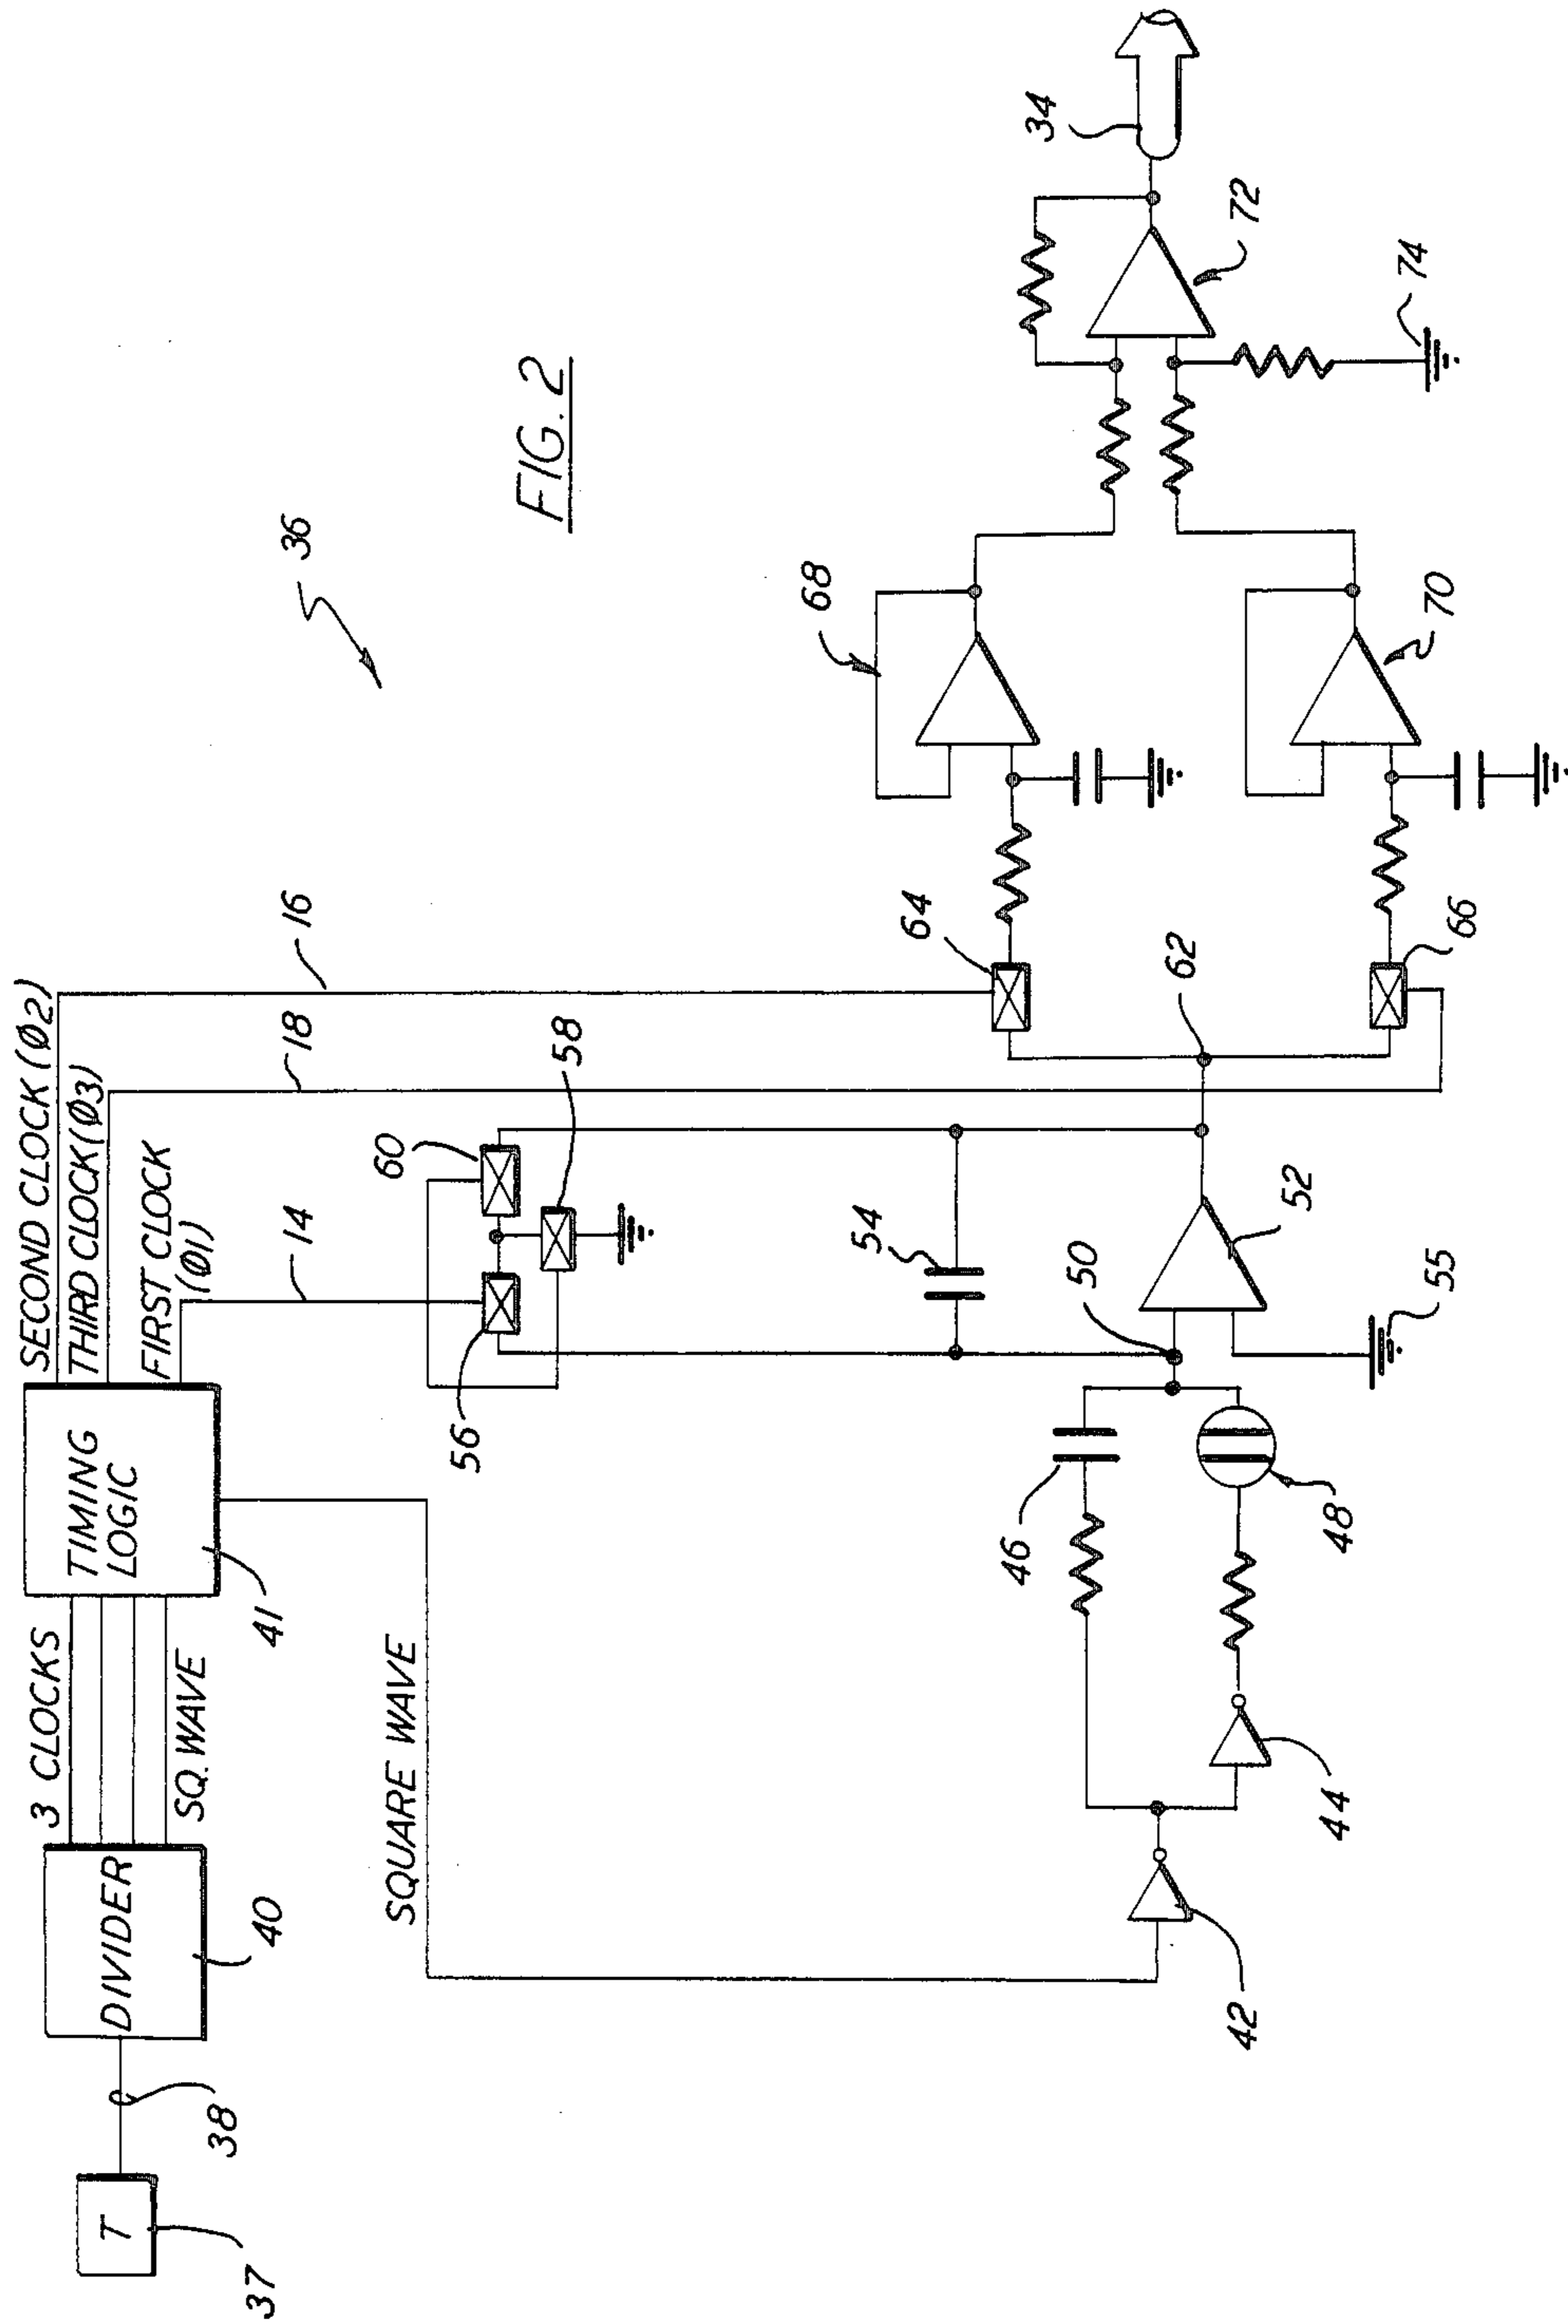 FIG. 2
36
T
37
38
DIVIDER
40
3 CLOCKS
SQ. WAVE
TIMING
LOGIC
41
SECOND CLOCK (Ø2)
THIRD CLOCK (Ø3)
FIRST CLOCK
(Ø1)
14
16
18
SQUARE WAVE
42
44
46
48
50
52
54
55
56
58
60
62
64
66
68
70
72
74
34